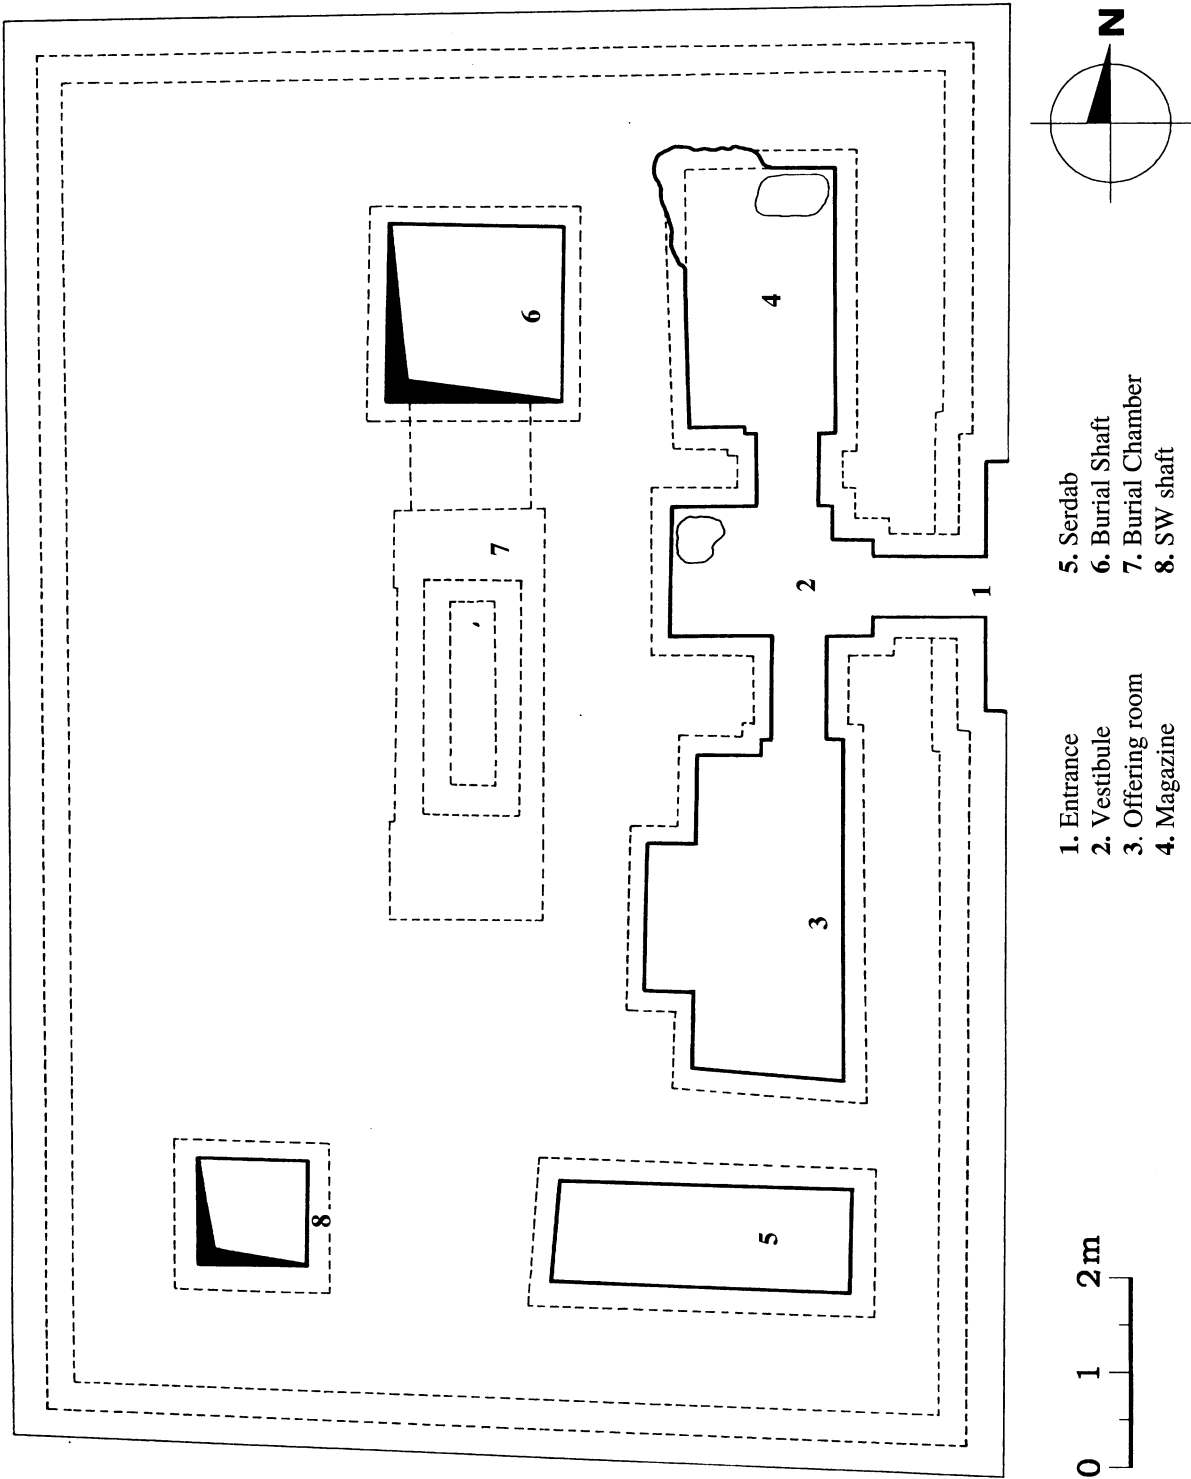 N
6
4
7
2
1
3
8
5
1. Entrance
2. Vestibule
3. Offering room
4. Magazine
5. Serdab
6. Burial Shaft
7. Burial Chamber
8. SW shaft
0 1 2m